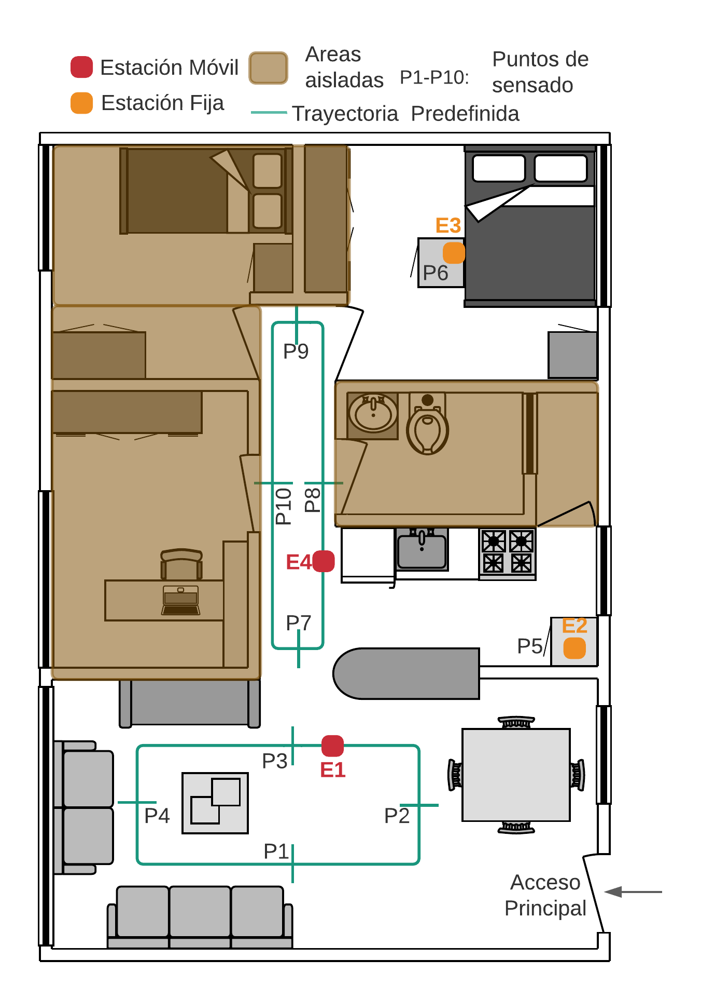 Estación Móvil
Areas
aisladas
P1-P10:
Puntos de
sensado
Estación Fija
Trayectoria Predefinida
E3
P6
P9
P10
P8
E4
P7
E2
P5
P3
E1
P4
P2
P1
Acceso
Principal